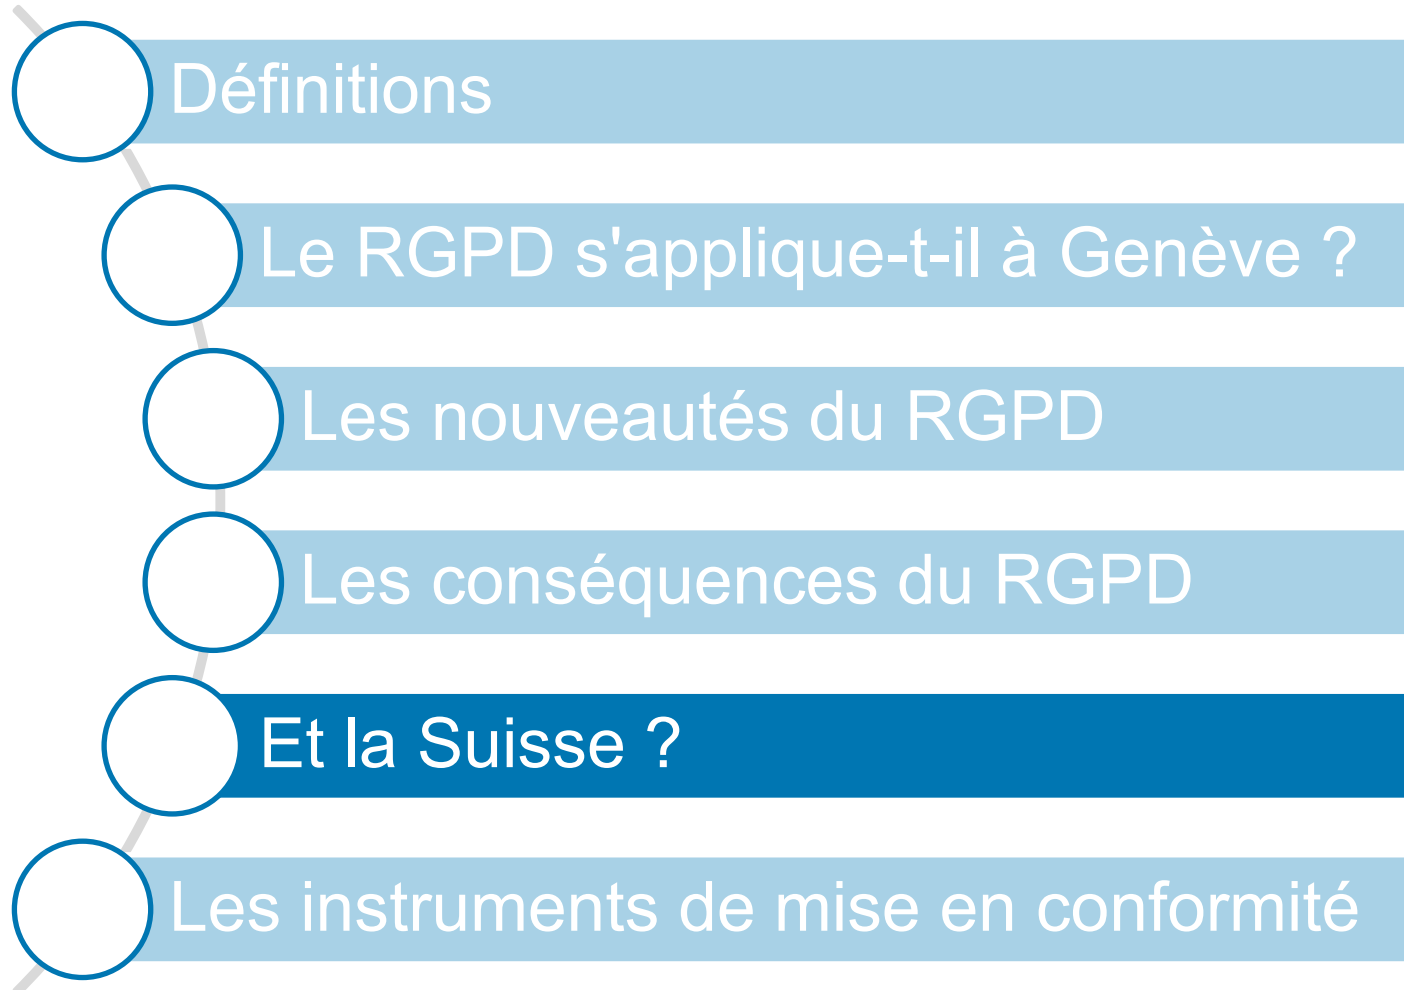 Définitions
Le RGPD s'applique-t-il à Genève ?
Les nouveautés du RGPD
Les conséquences du RGPD
Et la Suisse ?
Les instruments de mise en conformité